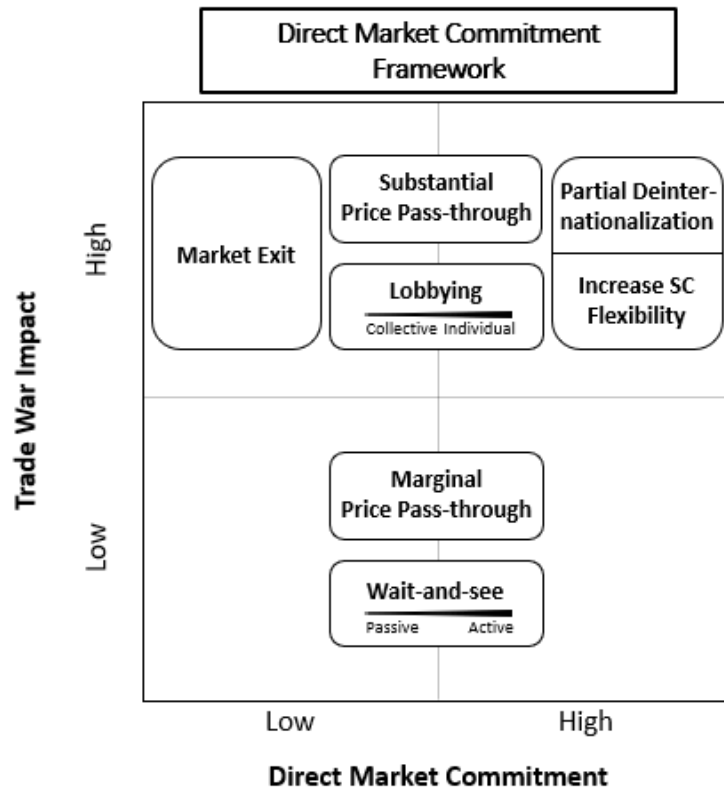 Direct Market Commitment
Framework
Trade War Impact
High
Low
Market Exit
Substantial
Price Pass-through
Lobbying
Collective Individual
Partial Deinter-
nationalization
Increase SC
Flexibility
Marginal
Price Pass-through
Wait-and-see
Passive Active
Low High
Direct Market Commitment